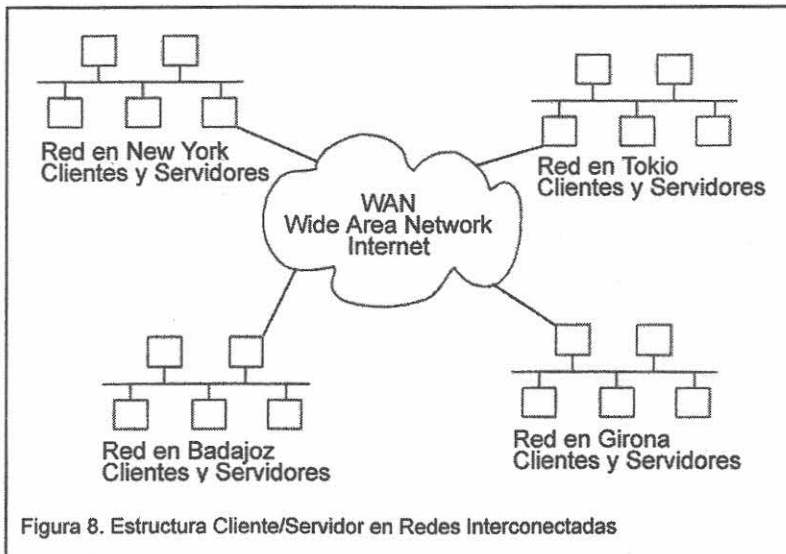 Red en New York
Clientes y Servidores
Red en Tokio
Clientes y Servidores
WAN
Wide Area Network
Internet
Red en Badajoz
Clientes y Servidores
Red en Girona
Clientes y Servidores
Figura 8. Estructura Cliente/Servidor en Redes Interconectadas